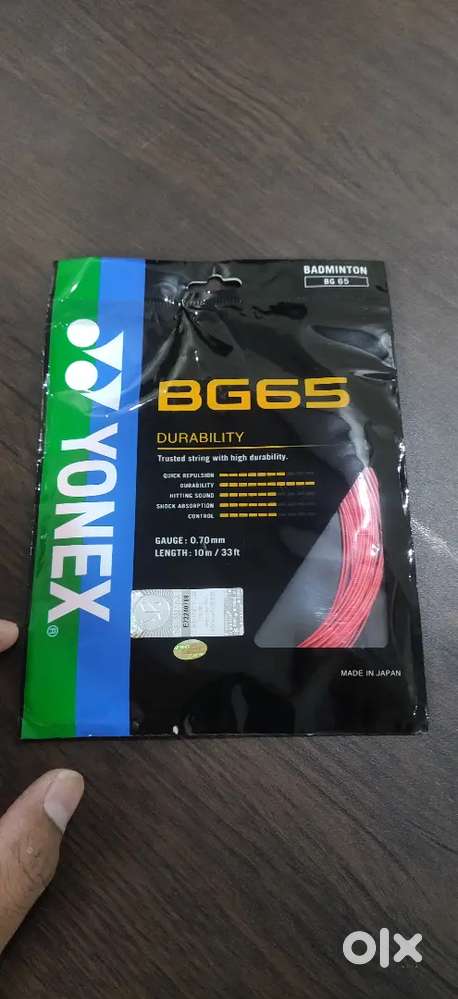 BADMINTON
BG 65
YONEX®
BG65
DURABILITY
Trusted string with high durability.
QUICK REPULSION
DURABILITY
HITTING SOUND
SHOCK ABSORPTION
CONTROL
GAUGE: 0.70mm
LENGTH: 10m / 33ft
MADE IN JAPAN
olx